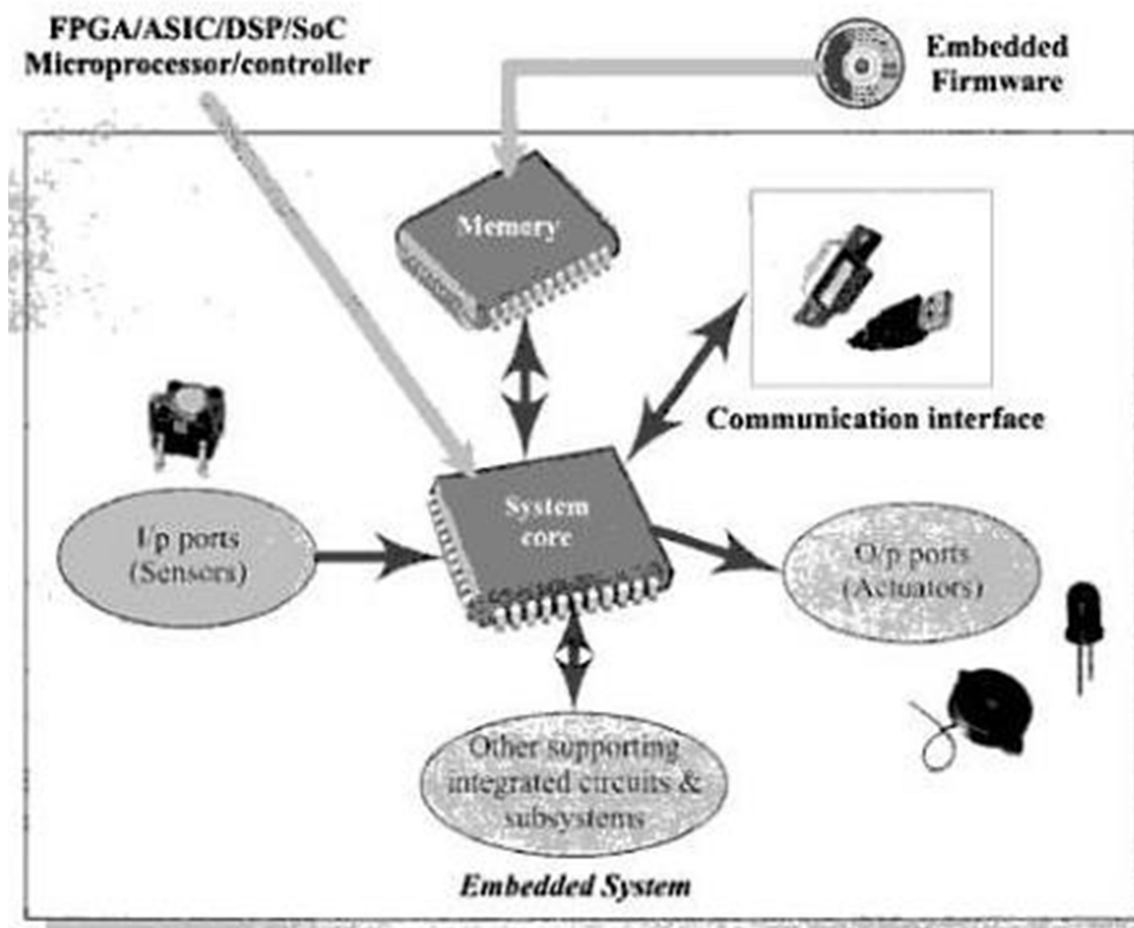 FPGA/ASIC/DSP/SoC
Microprocessor/controller
Embedded
Firmware
Memory
Communication interface
System
core
I/p ports
(Sensors)
O/p ports
(Actuators)
Other supporting
integrated circuits &
subsystems
Embedded System